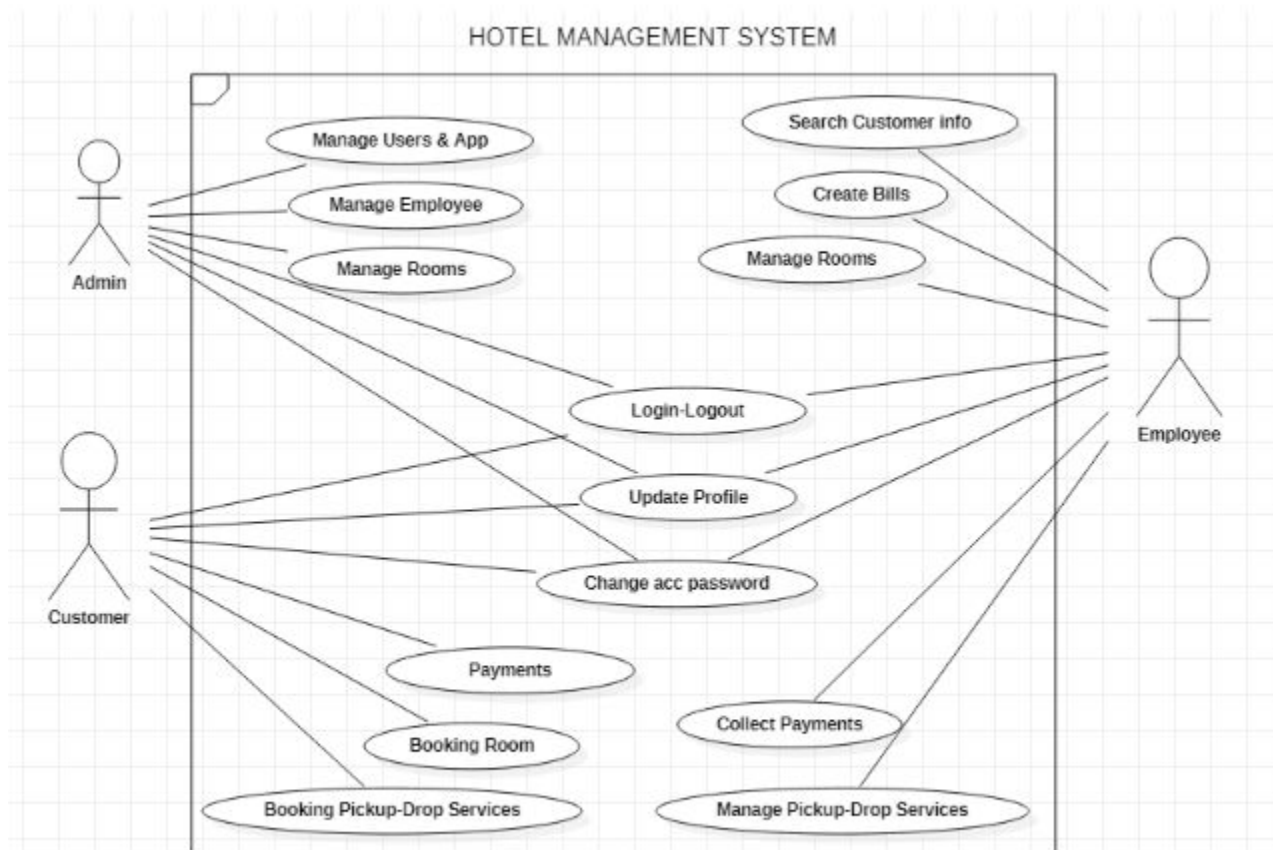 HOTEL MANAGEMENT SYSTEM
Manage Users & App
Search Customer info
Manage Employee
Create Bills
Manage Rooms
Manage Rooms
Admin
Login-Logout
Employee
Update Profile
Change acc password
Customer
Payments
Collect Payments
Booking Room
Booking Pickup-Drop Services
Manage Pickup-Drop Services